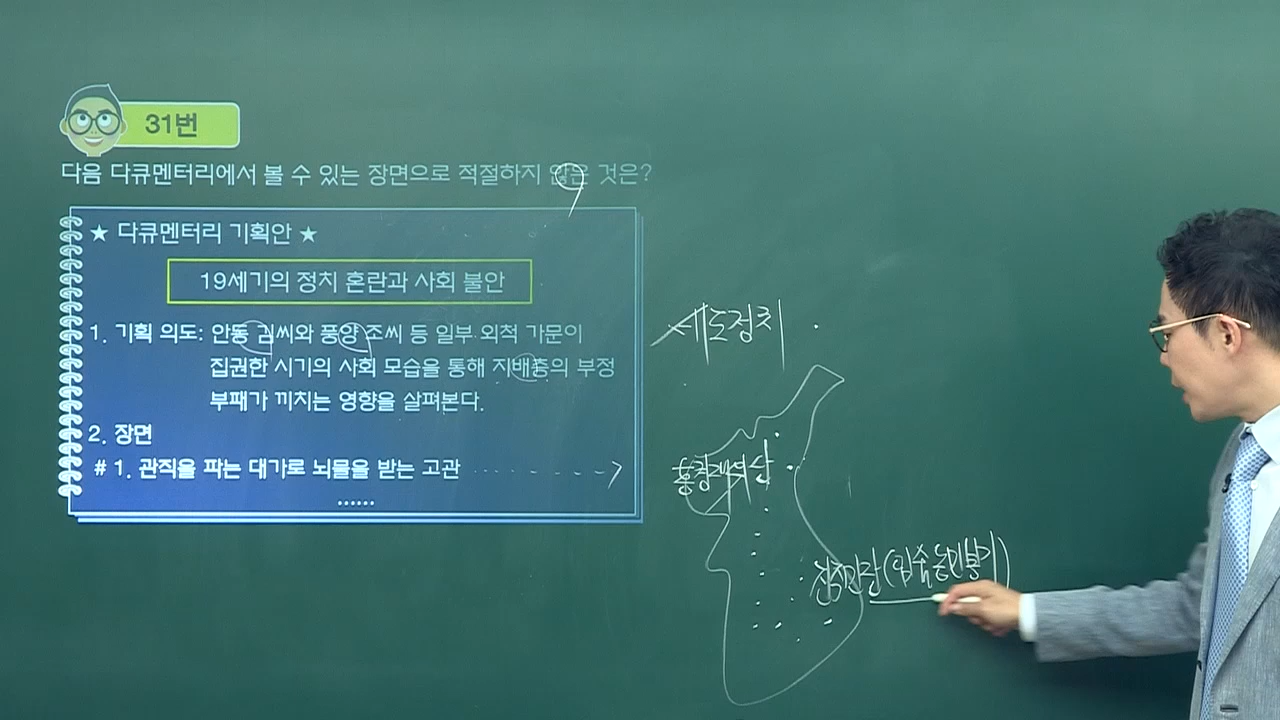 31번
다음 다큐멘터리에서 볼 수 있는 장면으로 적절하지 않은 것은?
★ 다큐멘터리 기획안 ★
19세기의 정치 혼란과 사회 불안
1. 기획 의도: 안동 김씨와 풍양 조씨 등 일부 외척 가문이
집권한 시기의 사회 모습을 통해 지배층의 부정
부패가 끼치는 영향을 살펴본다.
2. 장면
# 1. 관직을 파는 대가로 뇌물을 받는 고관
......
세도정치
홍경래의 난
진주민란(임술농민봉기)